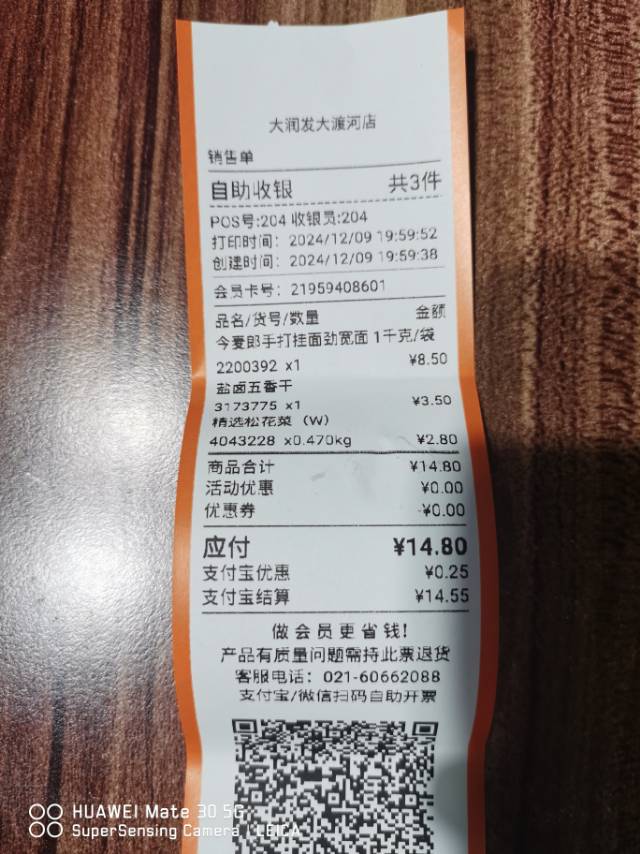 大润发大渡河店
销售单
自助收银 共3件
POS号:204 收银员:204
打印时间: 2024/12/09 19:59:52
创建时间: 2024/12/09 19:59:38
会员卡号: 21959408601
品名/货号/数量 金额
今麦郎手打挂面劲宽面1千克/袋
2200392 x1 ¥8.50
盐卤五香干
3173775 x1 ¥3.50
精选松花菜 (W)
4043228 x0.470kg ¥2.80
商品合计 ¥14.80
活动优惠 ¥0.00
优惠券 -¥0.00
应付 ¥14.80
支付宝优惠 ¥0.25
支付宝结算 ¥14.55
做会员更省钱!
产品有质量问题需持此票退货
客服电话: 021-60662088
支付宝/微信扫码自助开票
HUAWEI Mate 30 5G
SuperSensing Camera | LEICA